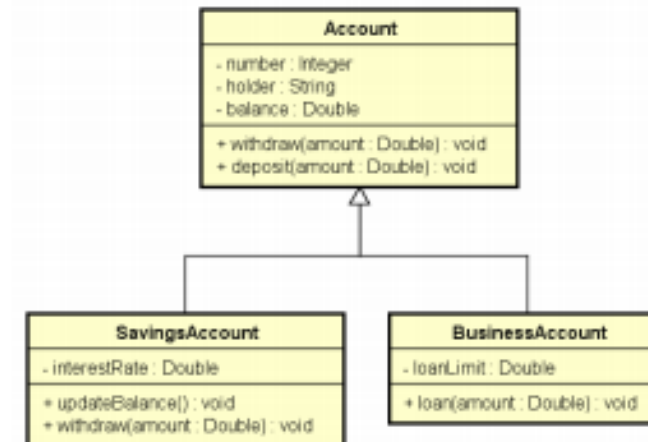 Account
- number : Integer
- holder : String
- balance : Double
+ withdraw(amount : Double) : void
+ deposit(amount : Double) : void
SavingsAccount
- interestRate : Double
+ updateBalance() : void
+ withdraw(amount : Double) : void
BusinessAccount
- loanLimit : Double
+ loan(amount : Double) : void